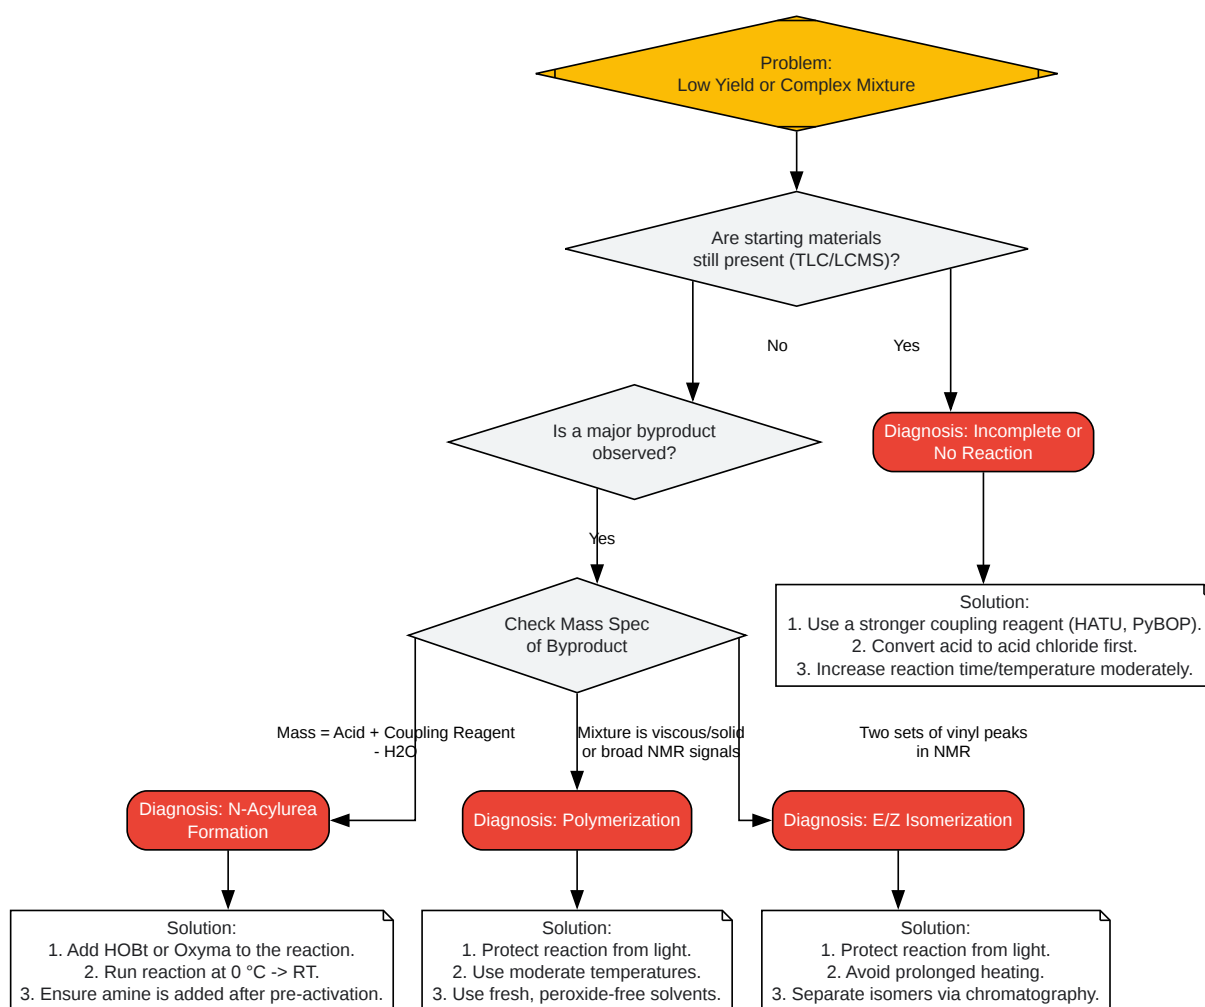 Problem:
Low Yield or Complex Mixture
Are starting materials
still present (TLC/LCMS)?
No
Yes
Is a major byproduct
observed?
Diagnosis: Incomplete or
No Reaction
Yes
Check Mass Spec
of Byproduct
Solution:
1. Use a stronger coupling reagent (HATU, PyBOP).
2. Convert acid to acid chloride first.
3. Increase reaction time/temperature moderately.
Mass = Acid + Coupling Reagent
- H2O
Mixture is viscous/solid
or broad NMR signals
Two sets of vinyl peaks
in NMR
Diagnosis: N-Acylurea
Formation
Diagnosis: Polymerization
Diagnosis: E/Z Isomerization
Solution:
1. Add HOBt or Oxyma to the reaction.
2. Run reaction at 0 °C -> RT.
3. Ensure amine is added after pre-activation.
Solution:
1. Protect reaction from light.
2. Use moderate temperatures.
3. Use fresh, peroxide-free solvents.
Solution:
1. Protect reaction from light.
2. Avoid prolonged heating.
3. Separate isomers via chromatography.